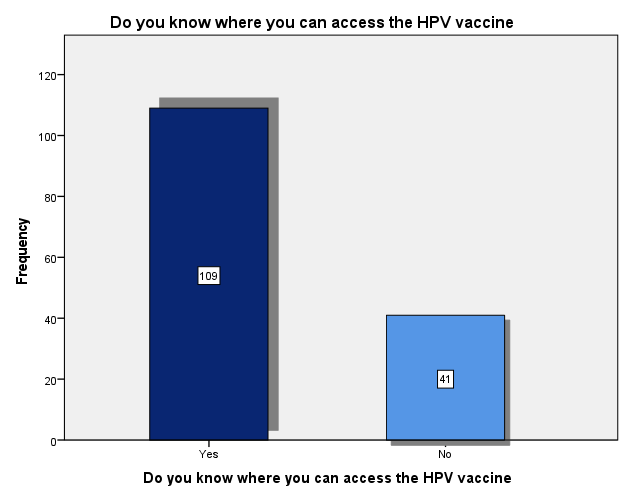 Do you know where you can access the HPV vaccine
120
100
80
60
40
20
0
Frequency
109
41
Yes No
Do you know where you can access the HPV vaccine